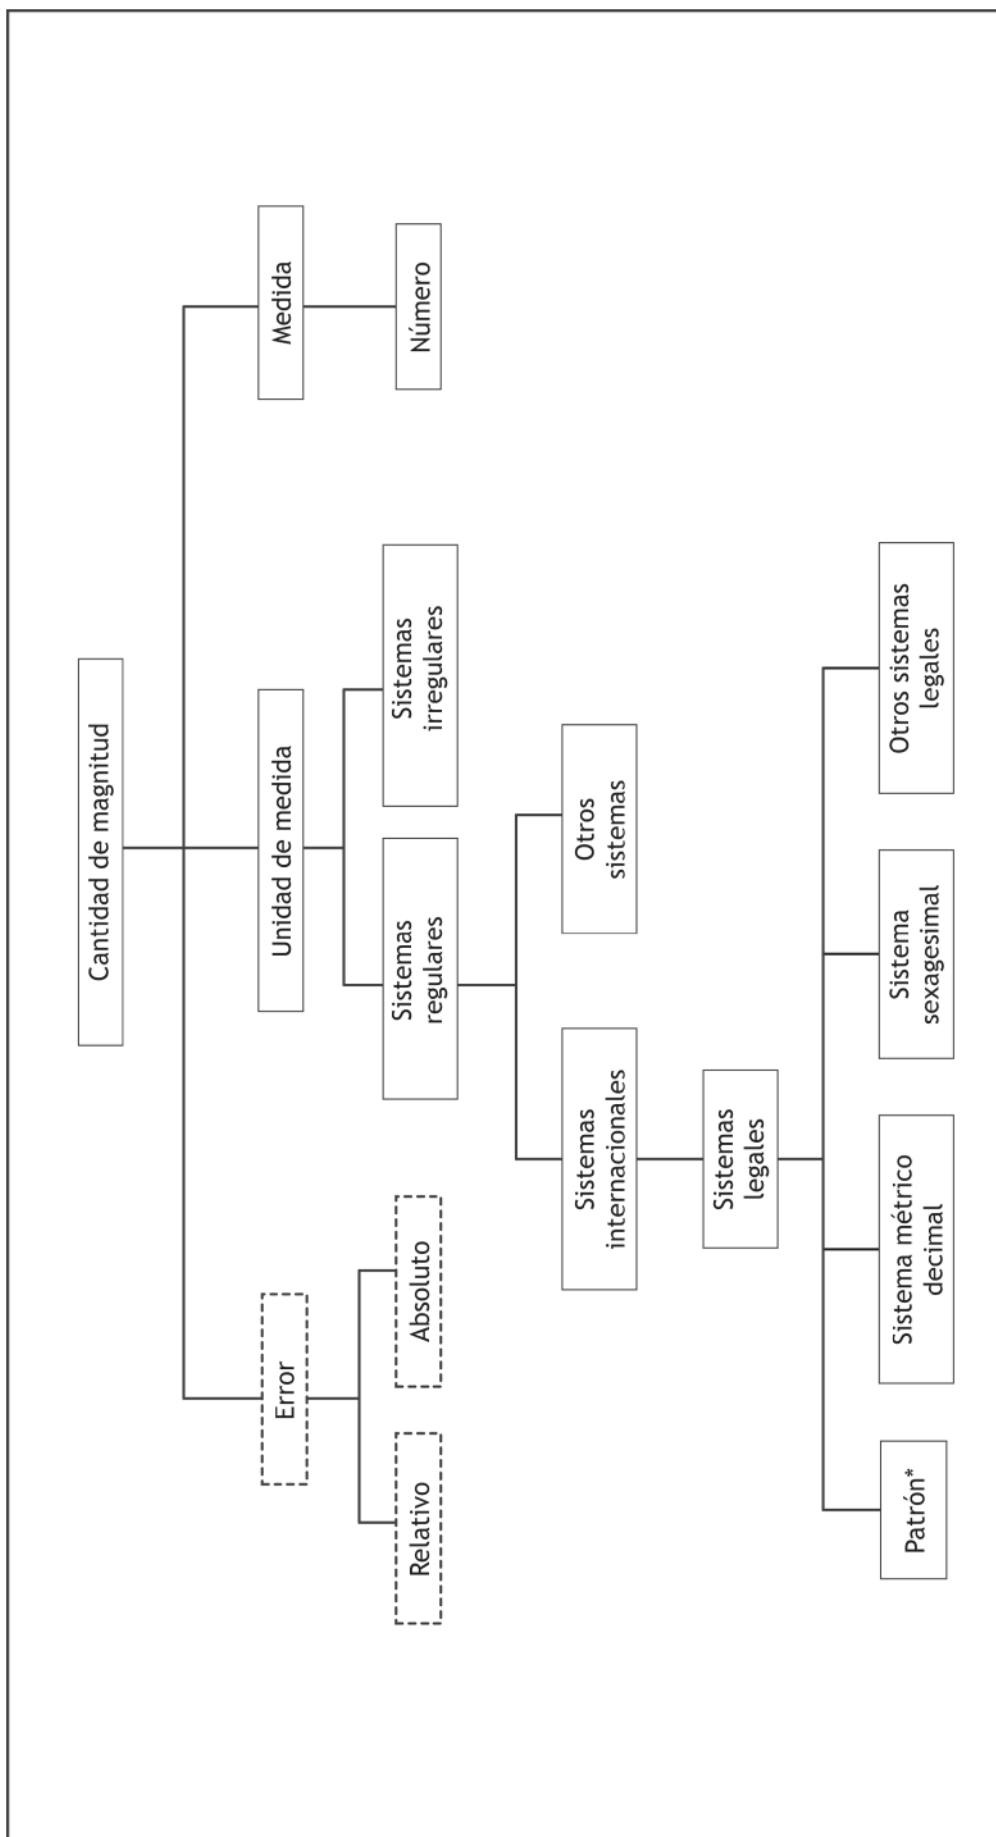 Cantidad de magnitud
Error
Unidad de medida
Medida
Relativo
Absoluto
Sistemas
regulares
Sistemas
irregulares
Número
Sistemas
internacionales
Otros
sistemas
Sistemas
legales
Patrón*
Sistema métrico
decimal
Sistema
sexagesimal
Otros sistemas
legales